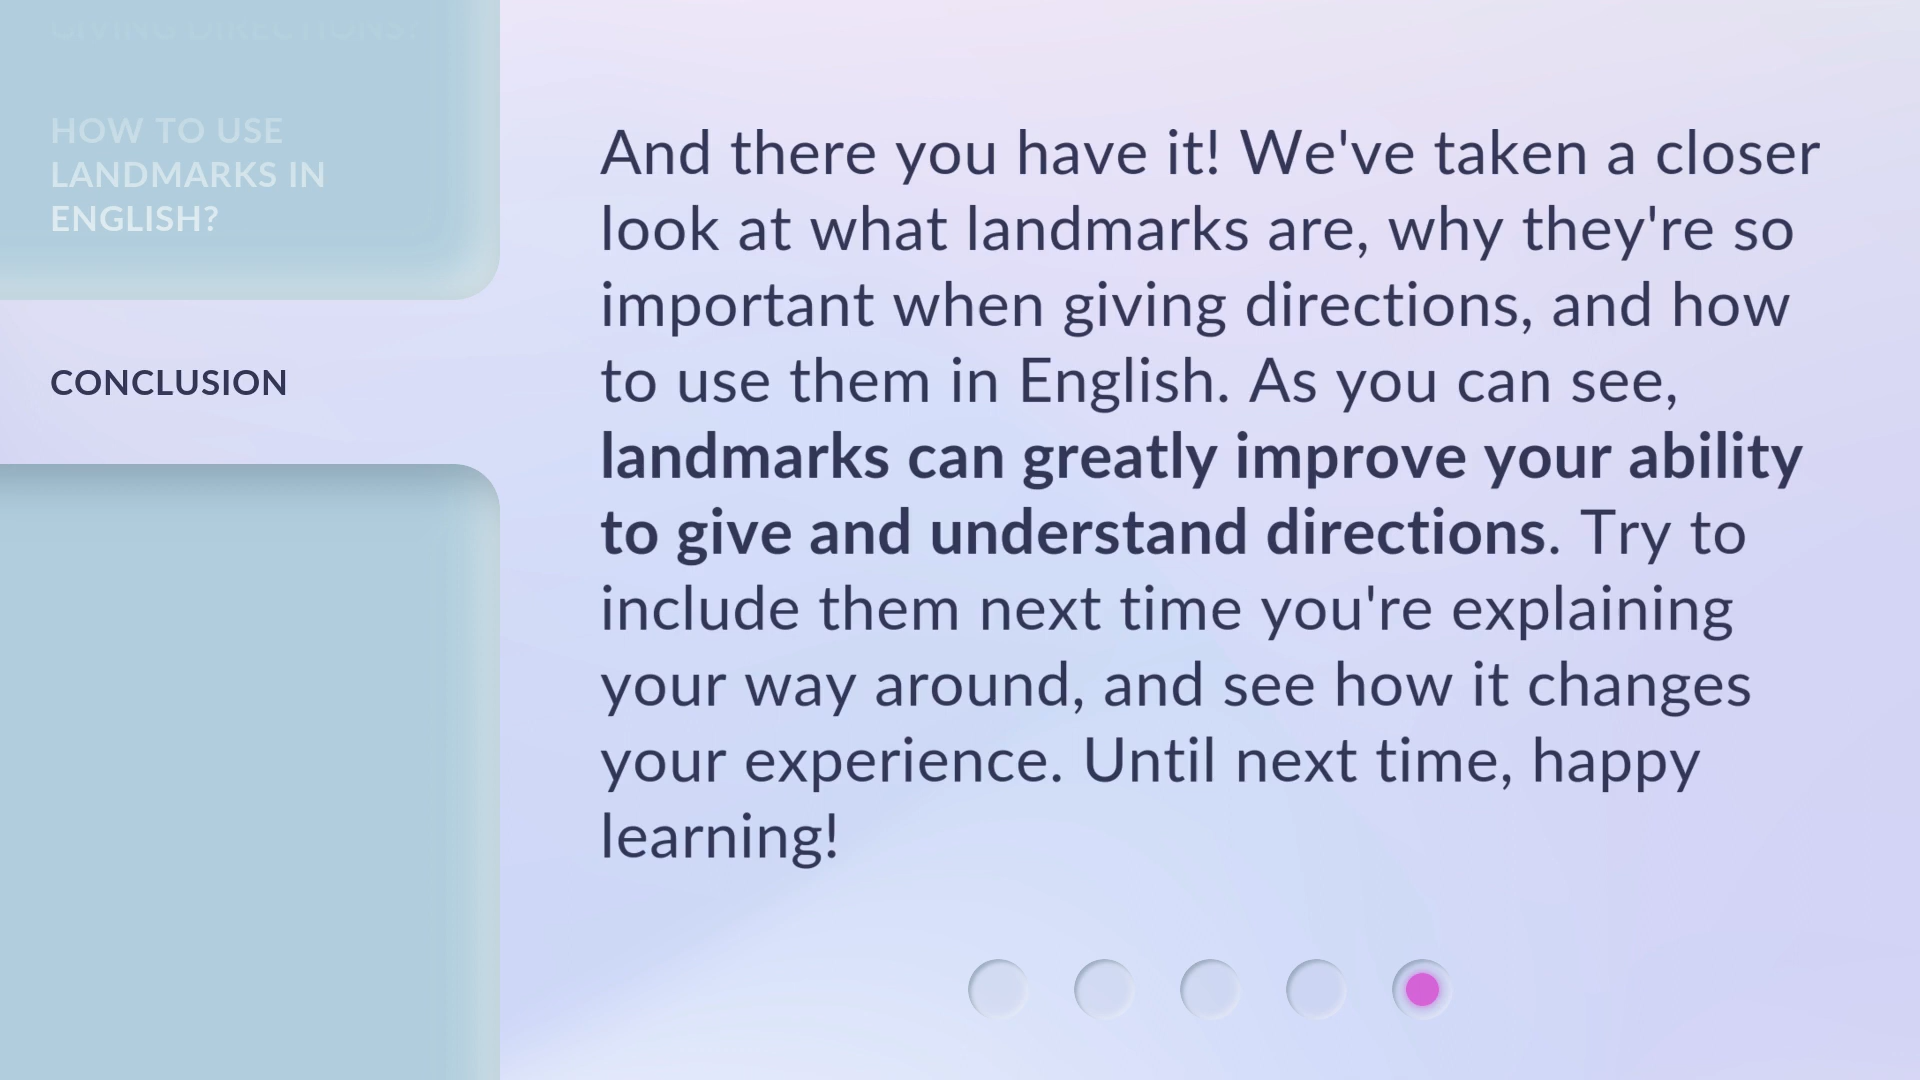 GIVING DIRECTIONS?
HOW TO USE
LANDMARKS IN
ENGLISH?
CONCLUSION
And there you have it! We've taken a closer
look at what landmarks are, why they're so
important when giving directions, and how
to use them in English. As you can see,
landmarks can greatly improve your ability
to give and understand directions. Try to
include them next time you're explaining
your way around, and see how it changes
your experience. Until next time, happy
learning!